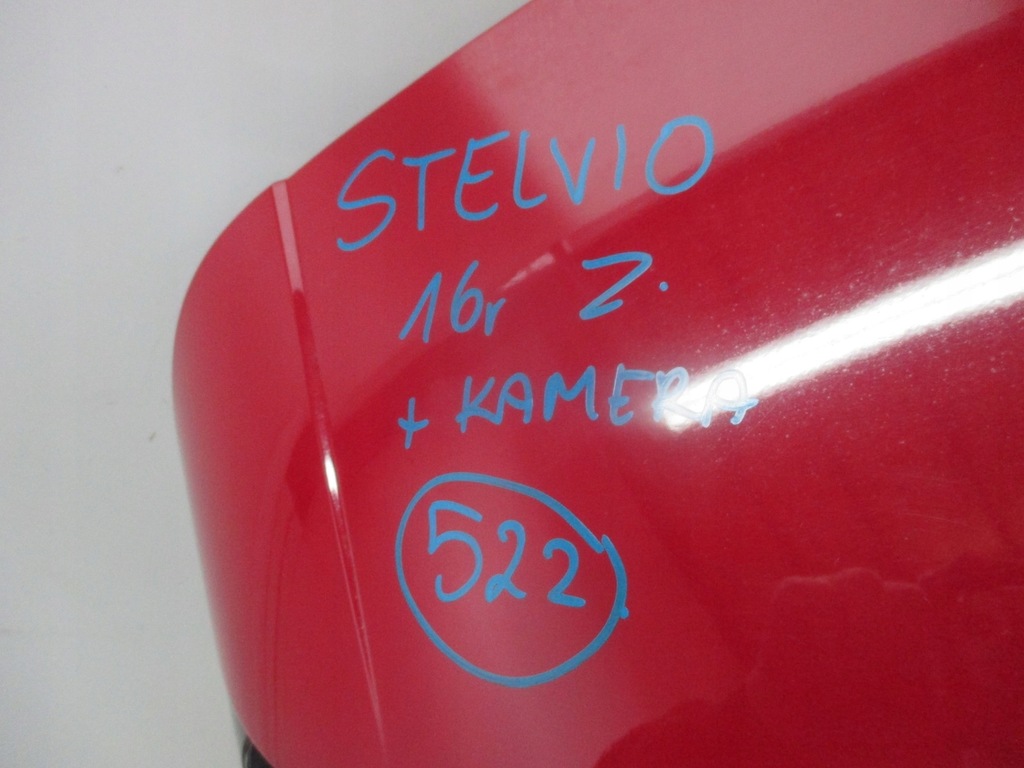 STELVIO
16r Z.
+ KAMERA
522